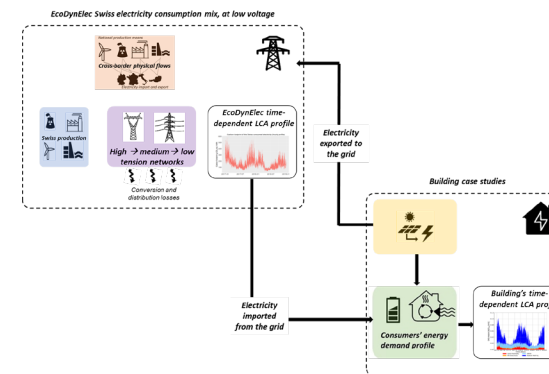 EcoDynElec Swiss electricity consumption mix, at low voltage
National production means
Cross-border physical flows
Electricity import and export
EcoDynElec time-
dependent LCA profile
Swiss production
High → medium → low
tension networks
Conversion and
distribution losses
Electricity
exported to
the grid
Building case studies
Electricity
imported
from the grid
Consumers' energy
demand profile
Building's time-
dependent LCA prof